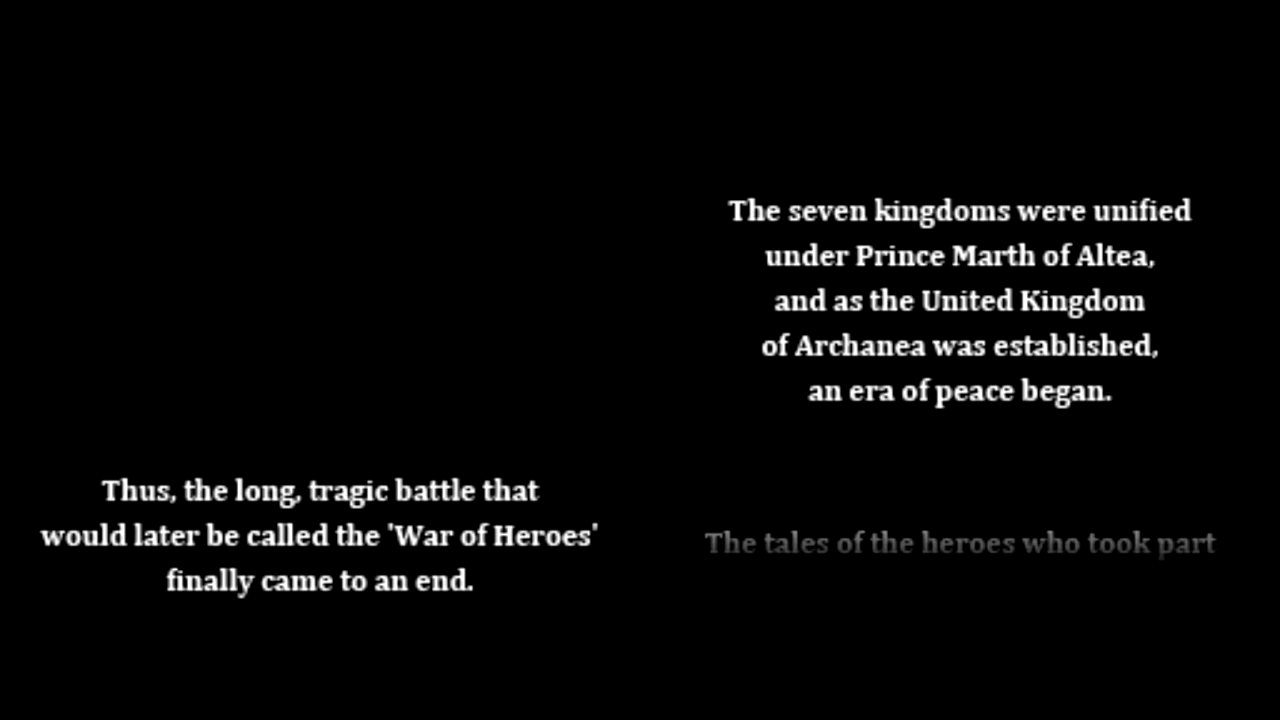 Thus, the long, tragic battle that
would later be called the 'War of Heroes'
finally came to an end.
The seven kingdoms were unified
under Prince Marth of Altea,
and as the United Kingdom
of Archanea was established,
an era of peace began.
The tales of the heroes who took part